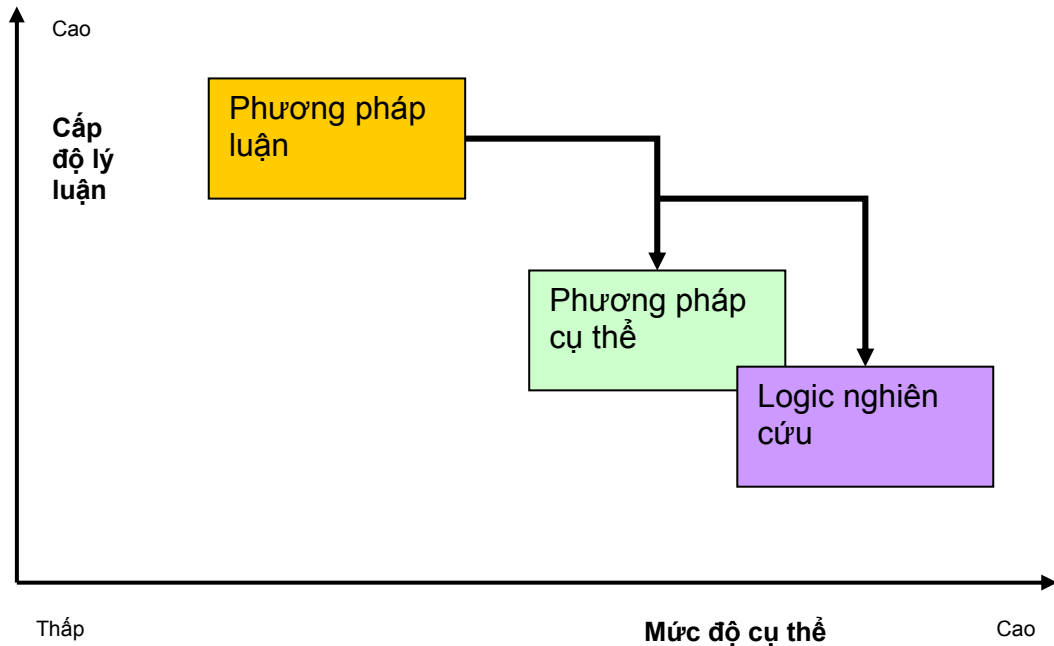 Cao
Phương pháp
luận
Cấp
độ lý
luận
Phương pháp
cụ thể
Logic nghiên
cứu
Thấp
Mức độ cụ thể
Cao